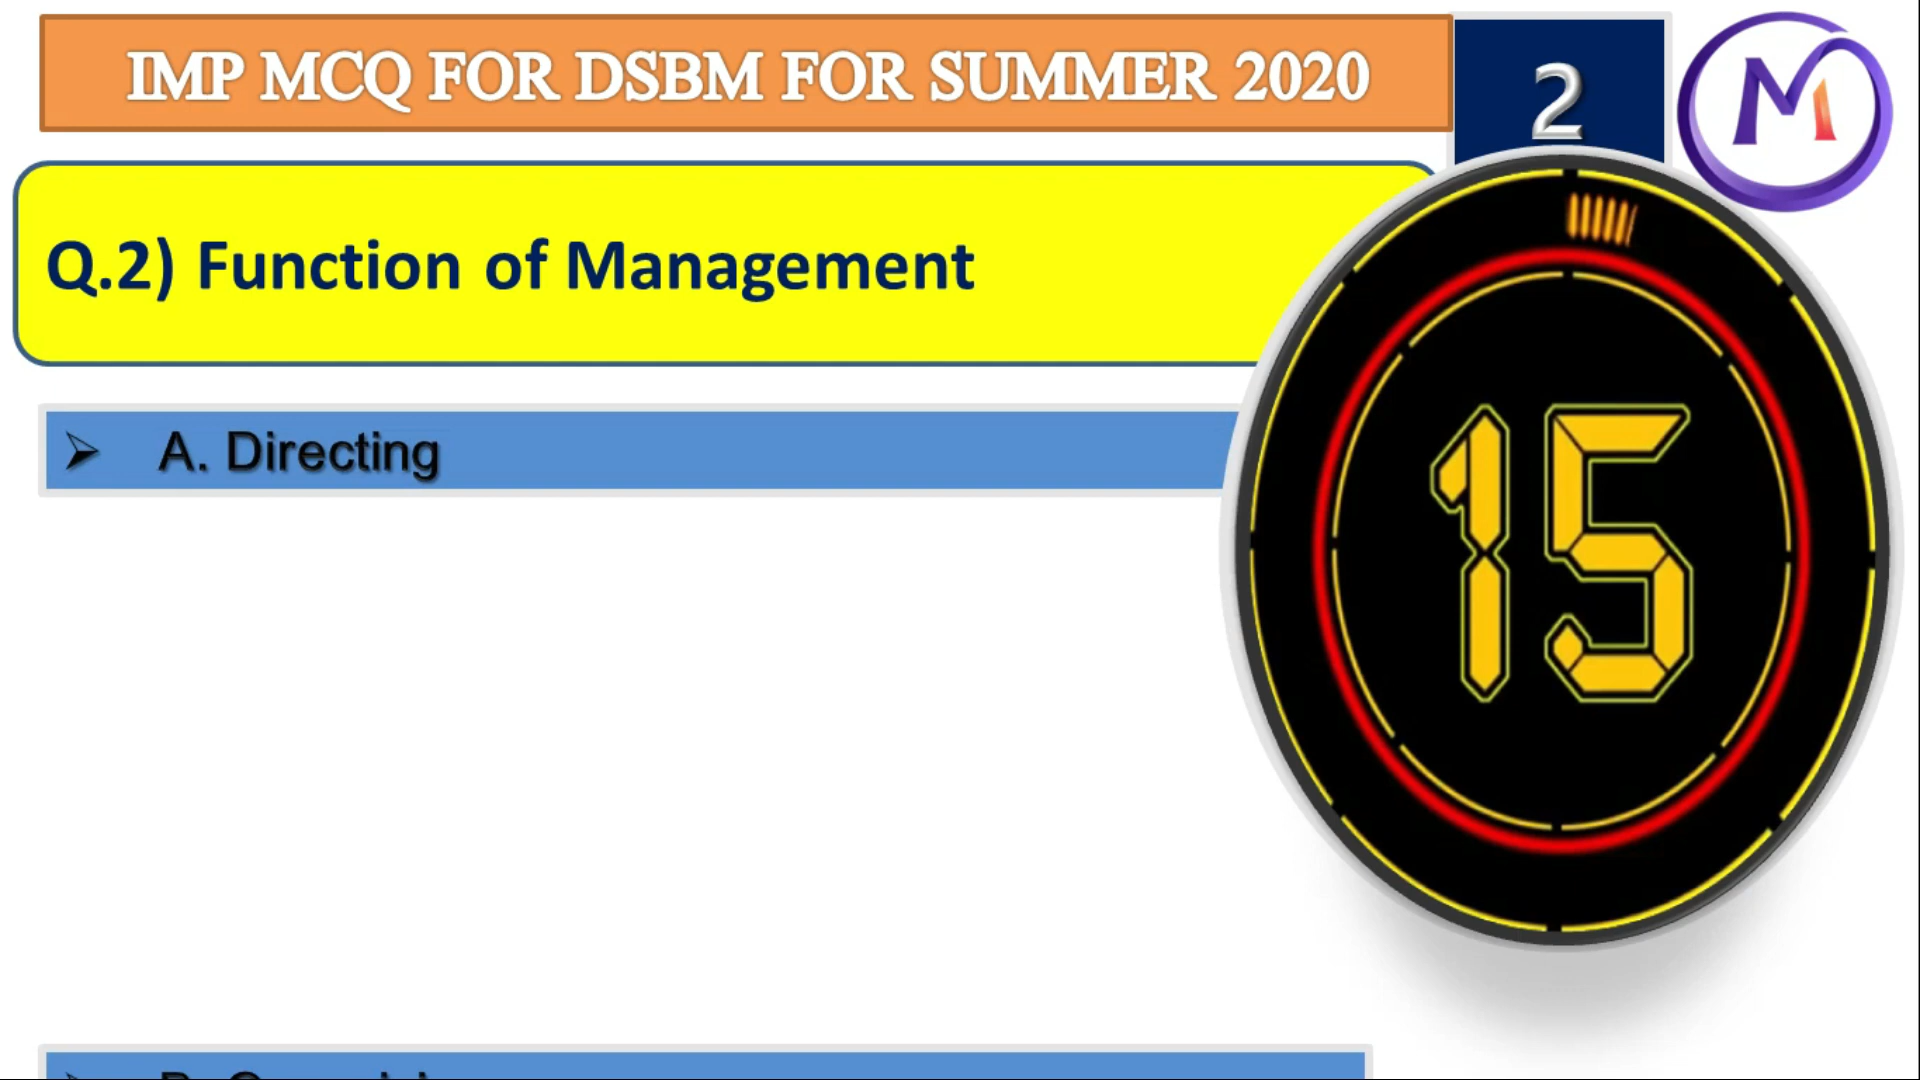 IMP MCQ FOR DSBM FOR SUMMER 2020
2
M
Q.2) Function of Management
➢ A. Directing
15